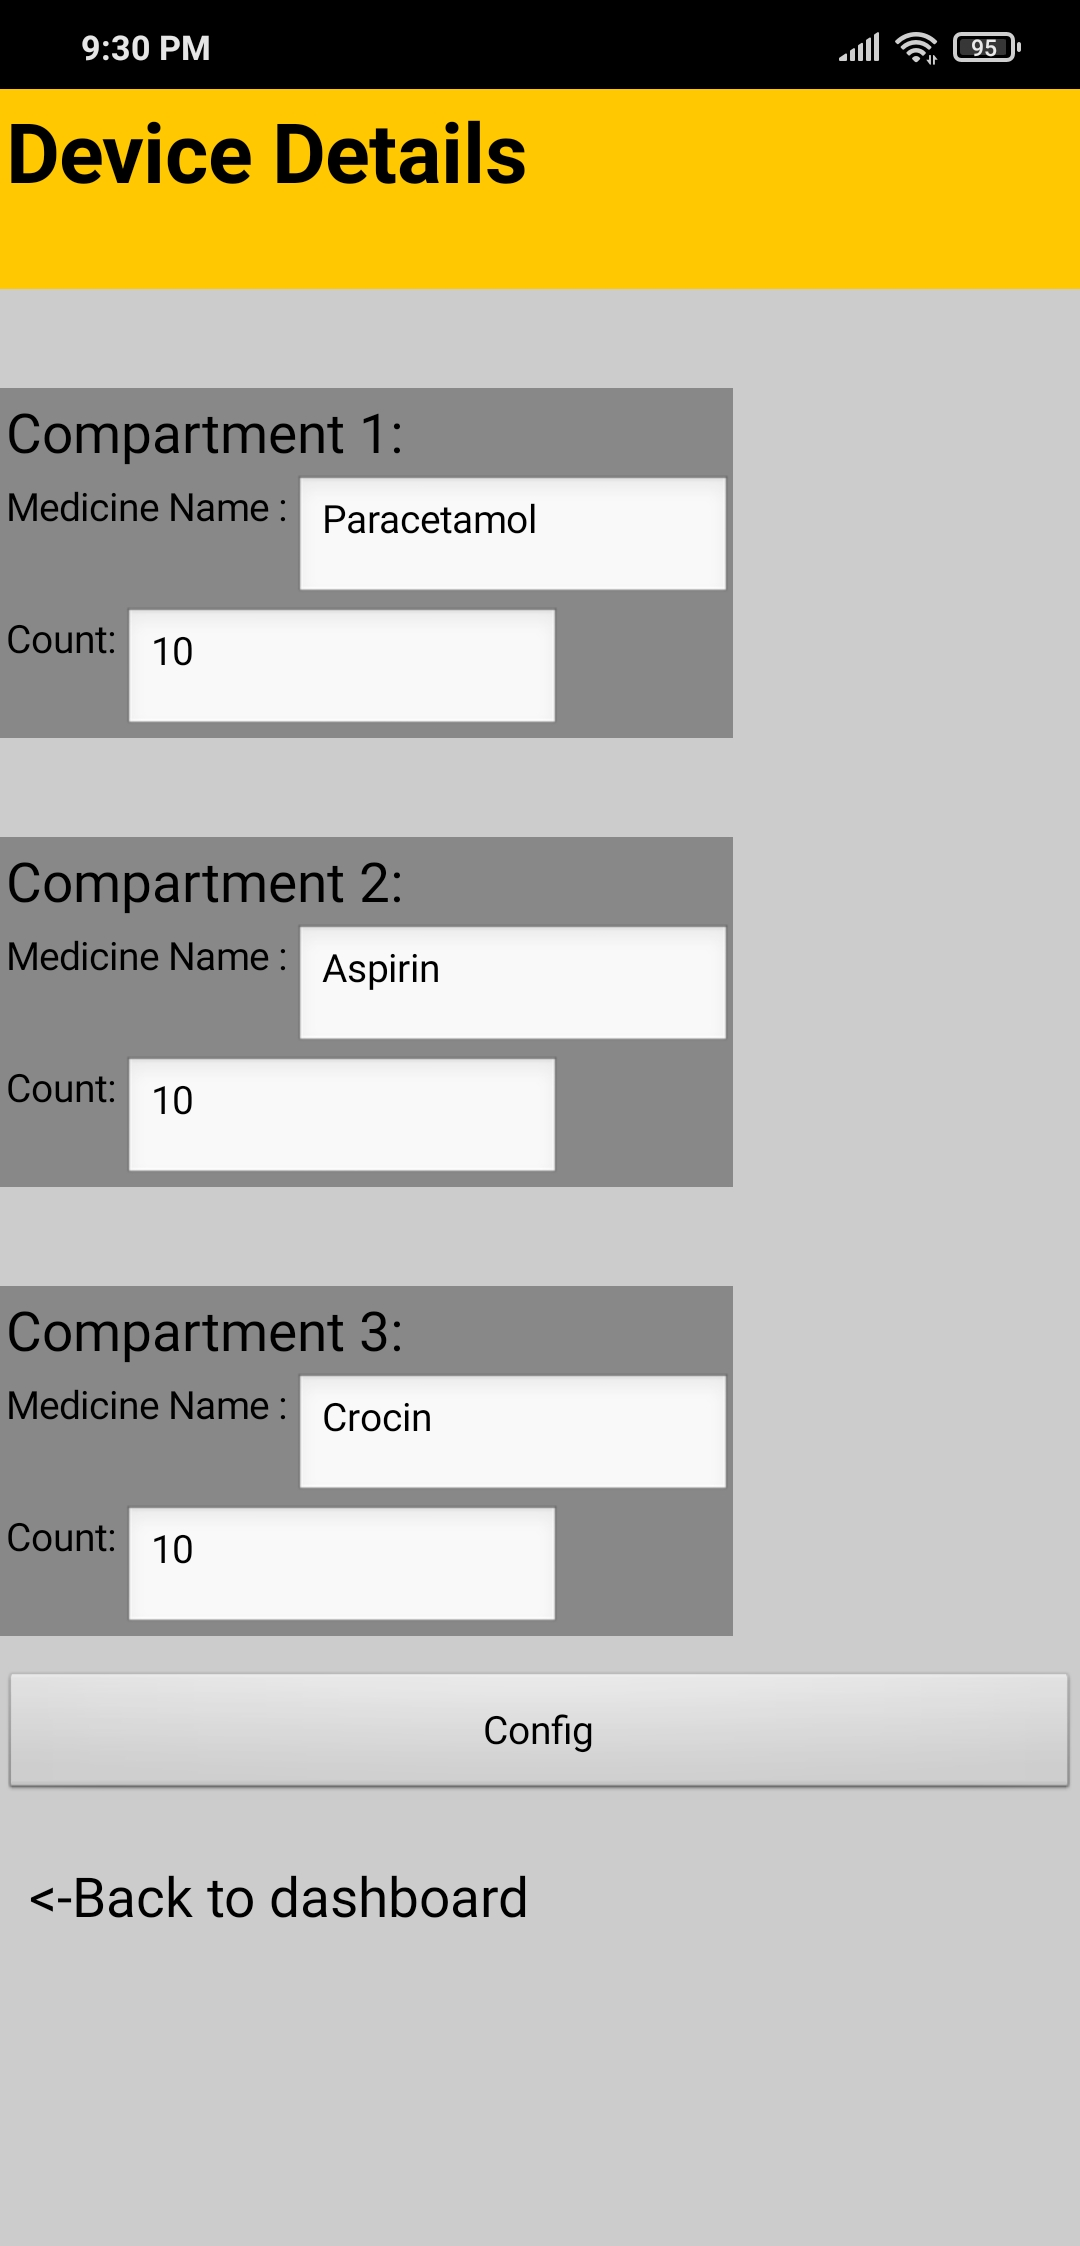 9:30 PM
95
Device Details
Compartment 1:
Medicine Name : Paracetamol
Count: 10
Compartment 2:
Medicine Name : Aspirin
Count: 10
Compartment 3:
Medicine Name : Crocin
Count: 10
Config
<-Back to dashboard